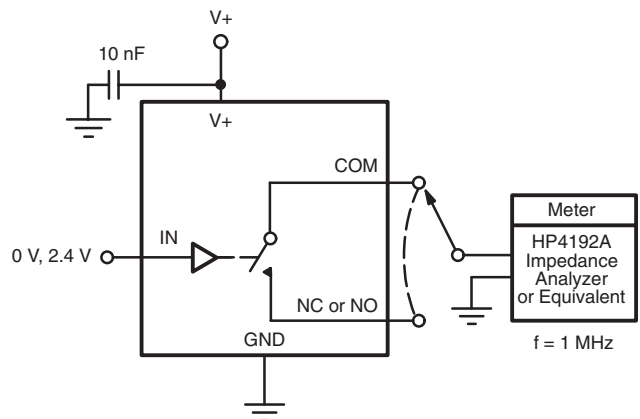 V+
10 nF
V+
COM
Meter
IN
HP4192A
0 V, 2.4 V
Impedance
Analyzer
or Equivalent
NC or NO
GND
f = 1 MHz